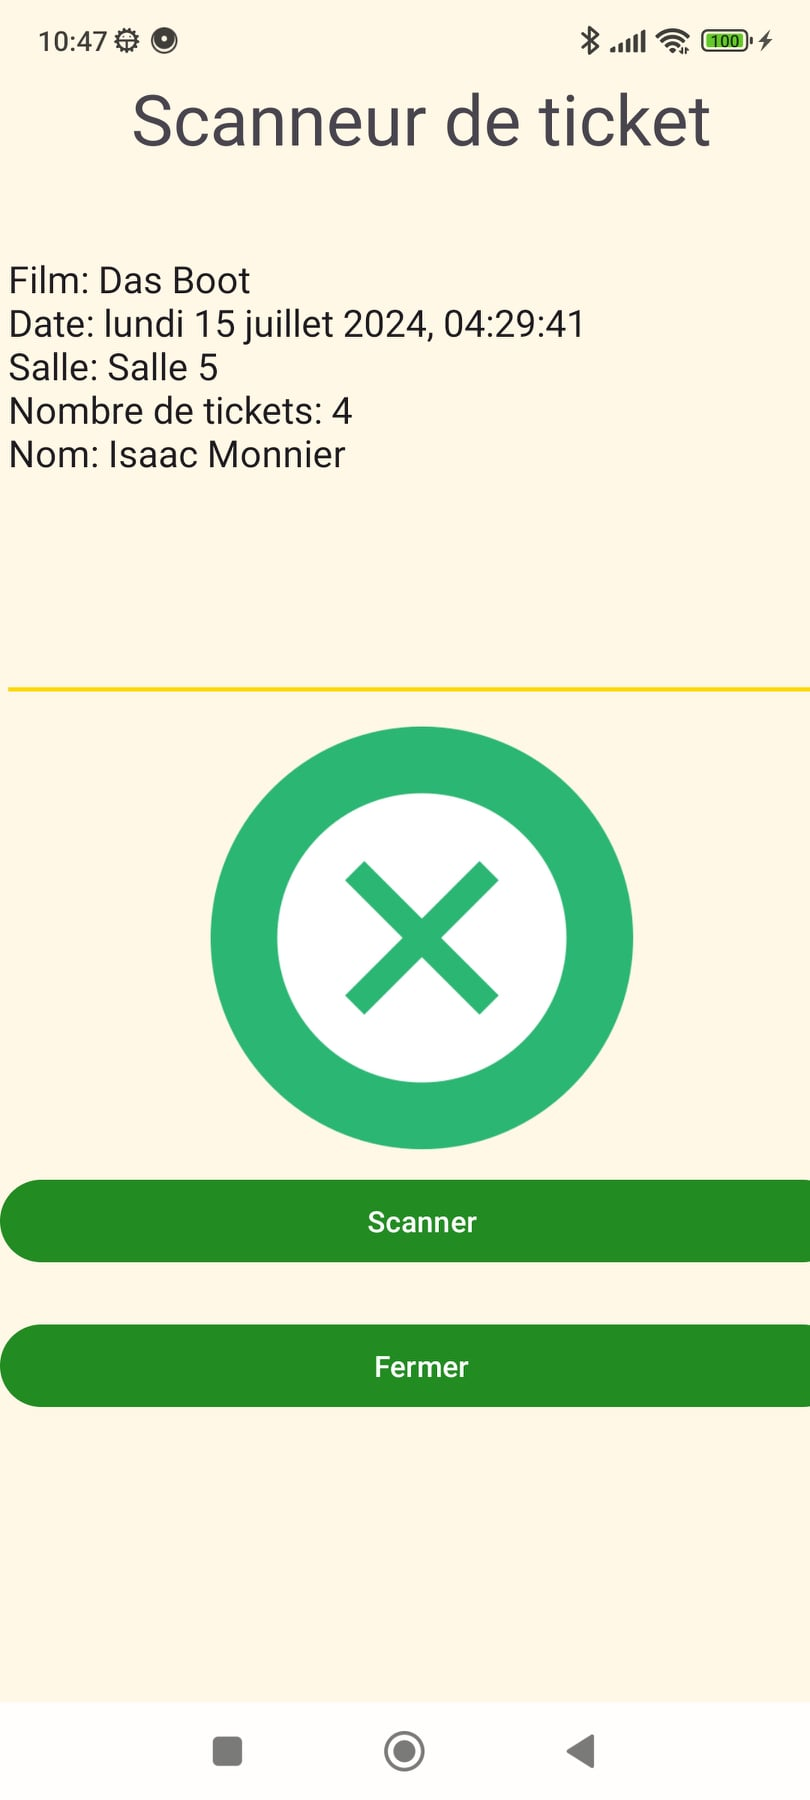 10:47
100
Scanneur de ticket
Film: Das Boot
Date: lundi 15 juillet 2024, 04:29:41
Salle: Salle 5
Nombre de tickets: 4
Nom: Isaac Monnier
Scanner
Fermer